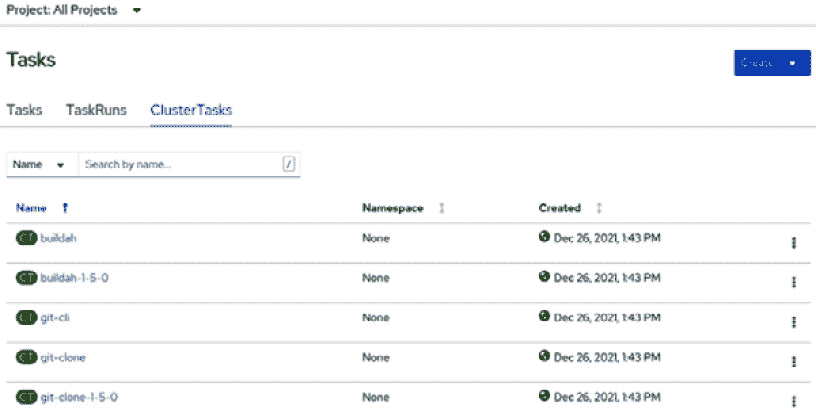 Project: All Projects
Tasks
Create
Tasks TaskRuns ClusterTasks
Name Search by name... /
Name Namespace Created
CT buildah None Dec 26, 2021, 1:43 PM
CT buildah-1-5-0 None Dec 26, 2021, 1:43 PM
CT git-cli None Dec 26, 2021, 1:43 PM
CT git-clone None Dec 26, 2021, 1:43 PM
CT git-clone-1-5-0 None Dec 26, 2021, 1:43 PM